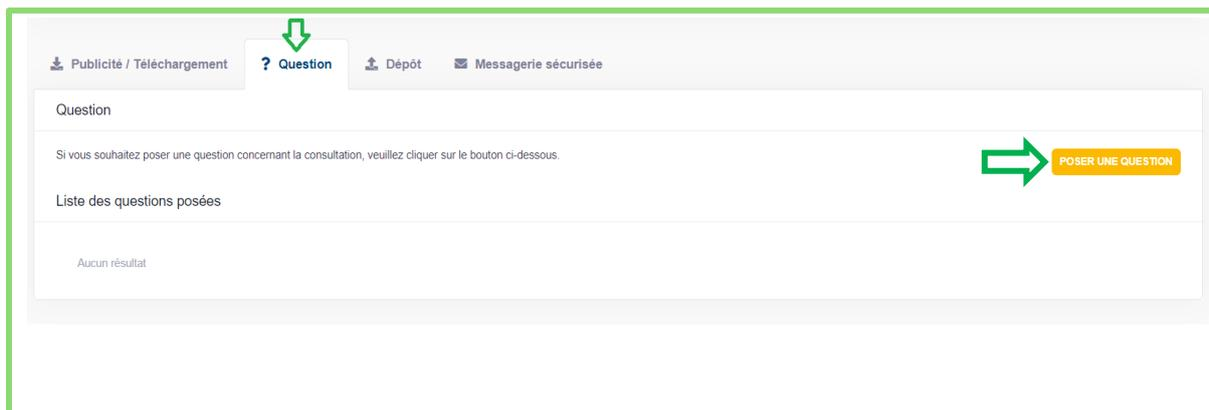 Publicité / Téléchargement ? Question Dépôt Messagerie sécurisée
Question
Si vous souhaitez poser une question concernant la consultation, veuillez cliquer sur le bouton ci-dessous.
POSER UNE QUESTION
Liste des questions posées
Aucun résultat